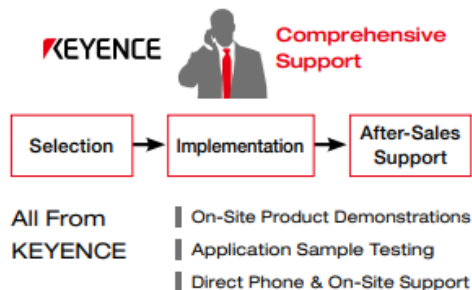 KEYENCE
Comprehensive
Support
Selection
Implementation
After-Sales
Support
All From
KEYENCE
On-Site Product Demonstrations
Application Sample Testing
Direct Phone & On-Site Support